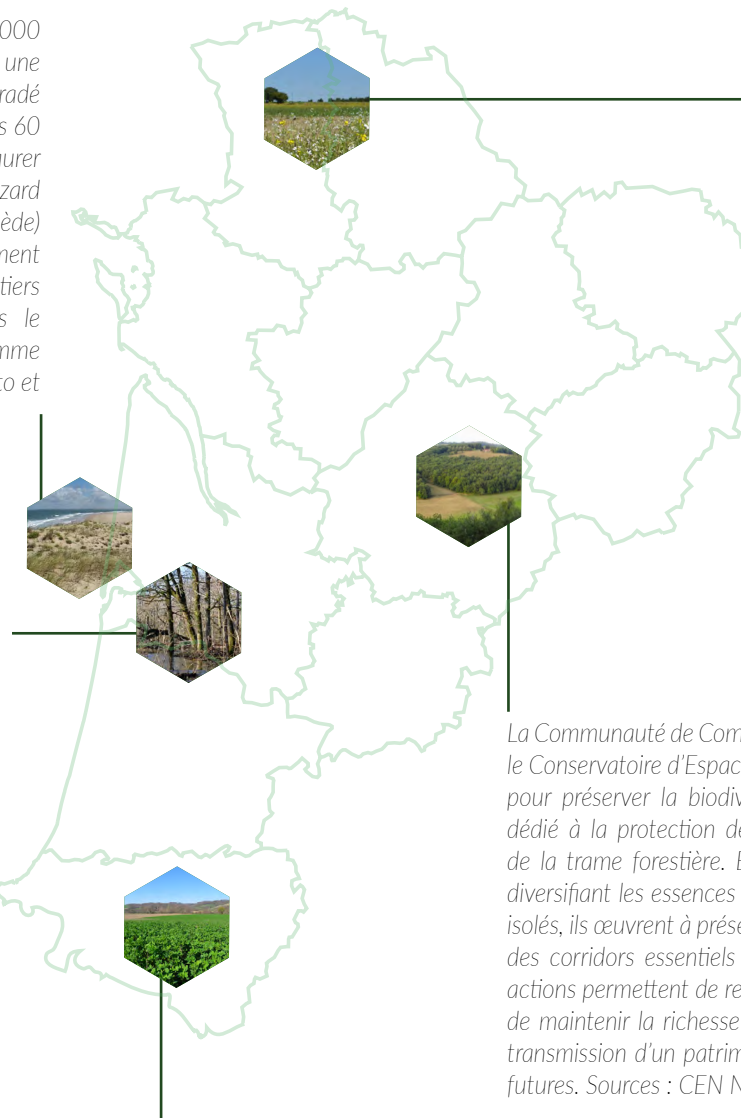 000
une
radé
s 60
urer
zard
ède)
ment
tiers
s le
mme
to et
La Communauté de Com
le Conservatoire d'Espac
pour préserver la biodiv
dédié à la protection de
de la trame forestière. E
diversifiant les essences
isolés, ils œuvrent à prése
des corridors essentiels
actions permettent de re
de maintenir la richesse
transmission d'un patrim
futures. Sources : CEN N